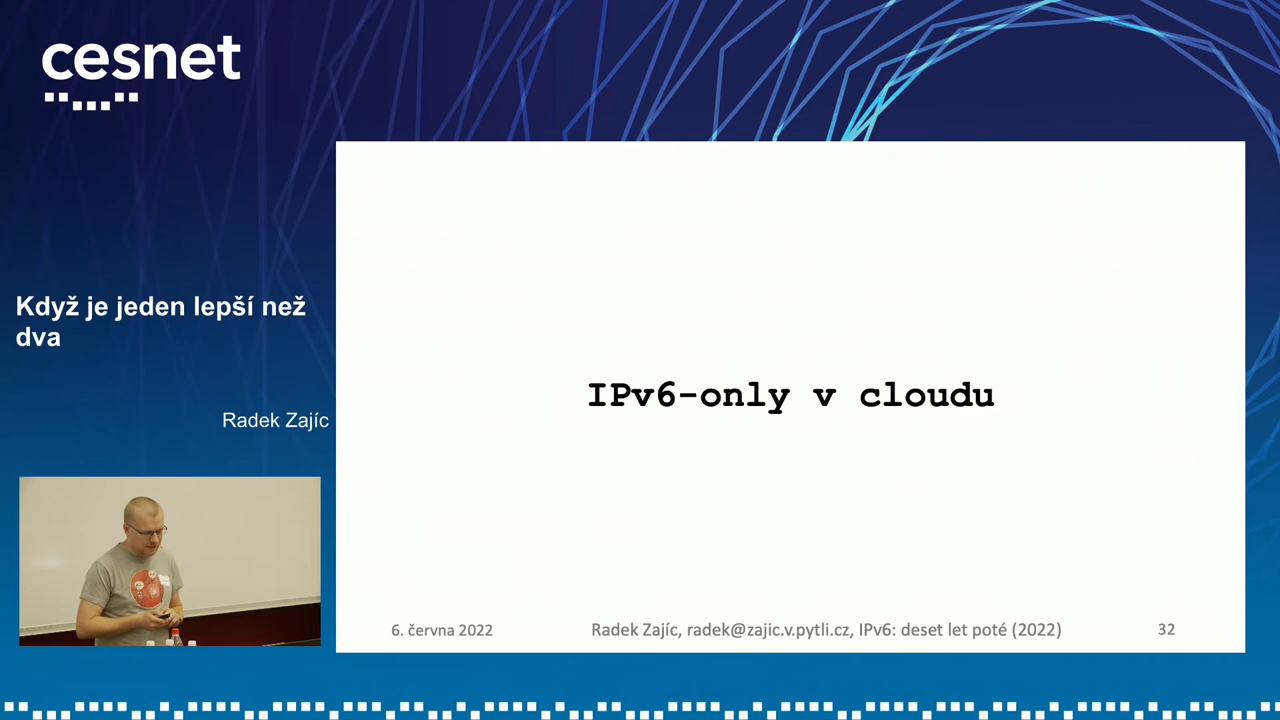 cesnet
Když je jeden lepší než
dva
Radek Zajíc
IPv6-only v cloudu
6. června 2022
Radek Zajíc, radek@zajic.v.pytli.cz, IPv6: deset let poté (2022)
32